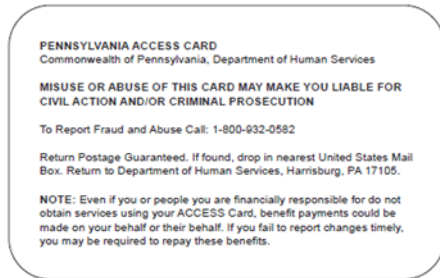 PENNSYLVANIA ACCESS CARD
Commonwealth of Pennsylvania, Department of Human Services
MISUSE OR ABUSE OF THIS CARD MAY MAKE YOU LIABLE FOR
CIVIL ACTION AND/OR CRIMINAL PROSECUTION
To Report Fraud and Abuse Call: 1-800-932-0582
Return Postage Guaranteed. If found, drop in nearest United States Mail
Box. Return to Department of Human Services, Harrisburg, PA 17105.
NOTE: Even if you or people you are financially responsible for do not
obtain services using your ACCESS Card, benefit payments could be
made on your behalf or their behalf. If you fail to report changes timely,
you may be required to repay these benefits.